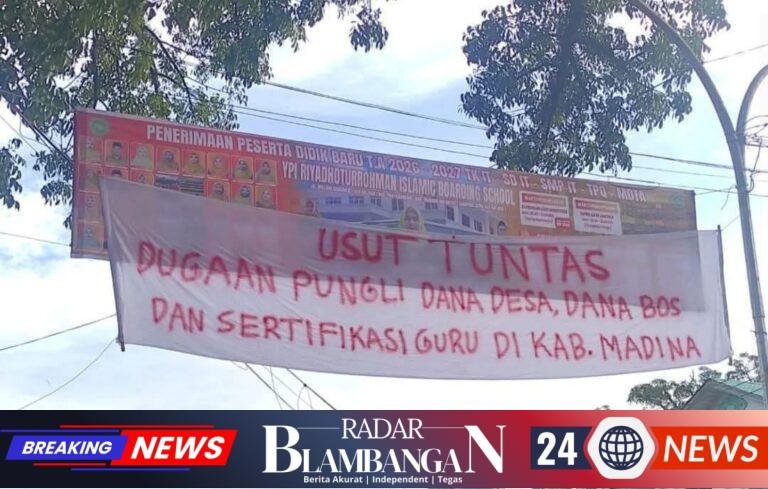 PENERIMAAN PESERTA DIDIK BARU T.A 2026 - 2027 TK IT - SD IT - SMP IT - TPQ - MDTA
YPI RIYADHOTURROHMAN ISLAMIC BOARDING SCHOOL
USUT TUNTAS
DUGAAN PUNGLI DANA DESA, DANA BOS
DAN SERTIFIKASI GURU DI KAB. MADINA
BREAKING NEWS
RADAR
BLAMBANGAN
Berita Akurat | Independent | Tegas
24 NEWS